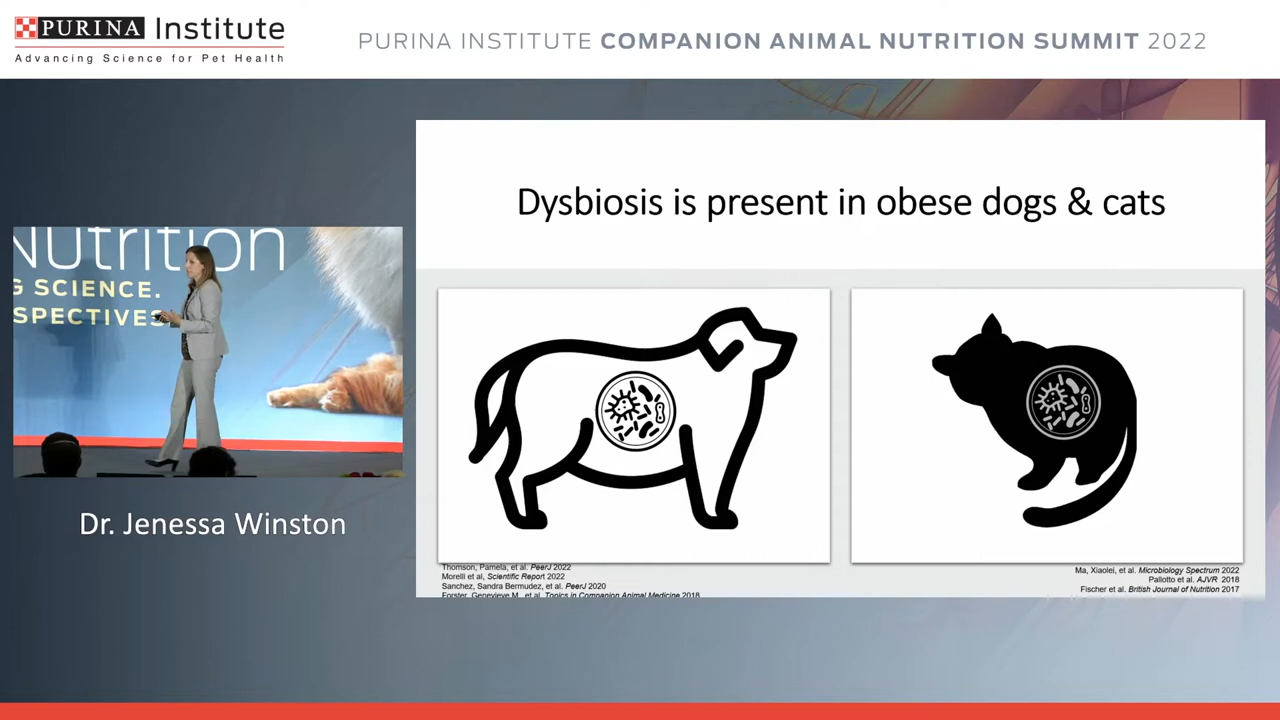 PURINA Institute
Advancing Science for Pet Health
PURINA INSTITUTE COMPANION ANIMAL NUTRITION SUMMIT 2022
Dysbiosis is present in obese dogs & cats
Nutrition
G SCIENCE.
SPECTIVES.
Dr. Jenessa Winston
Thomson, Pamela, et al. PeerJ 2022
Morelli et al, Scientific Report 2022
Sanchez, Sandra Bermudez, et al. PeerJ 2020
Forster, Genevieve M., et al. Topics in Companion Animal Medicine 2018
Ma, Xiaolei, et al. Microbiology Spectrum 2022
Pallotto et al. AJVR 2018
Fischer et al. British Journal of Nutrition 2017